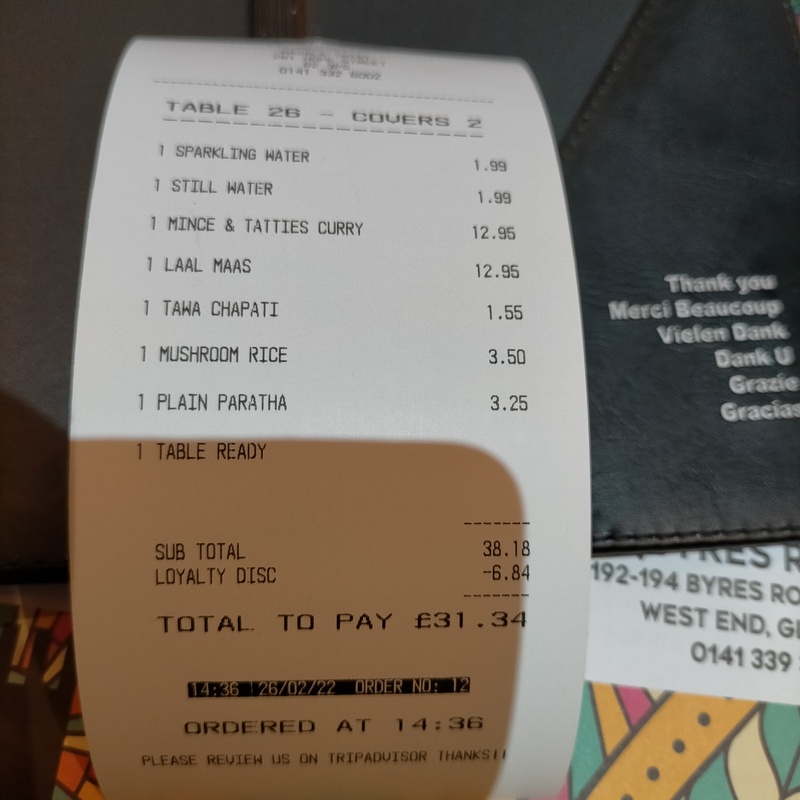 0141 332 6002
TABLE 26 - COVERS 2
1 SPARKLING WATER 1.99
1 STILL WATER 1.99
1 MINCE & TATTIES CURRY 12.95
1 LAAL MAAS 12.95
1 TAWA CHAPATI 1.55
1 MUSHROOM RICE 3.50
1 PLAIN PARATHA 3.25
1 TABLE READY
SUB TOTAL 38.18
LOYALTY DISC -6.84
TOTAL TO PAY £31.34
14:36 26/02/22 ORDER NO: 12
ORDERED AT 14:36
PLEASE REVIEW US ON TRIPADVISOR THANKS!!
Thank you
Merci Beaucoup
Vielen Dank
Dank U
Grazie
Gracias
192-194 BYRES RO
WEST END, GL
0141 339